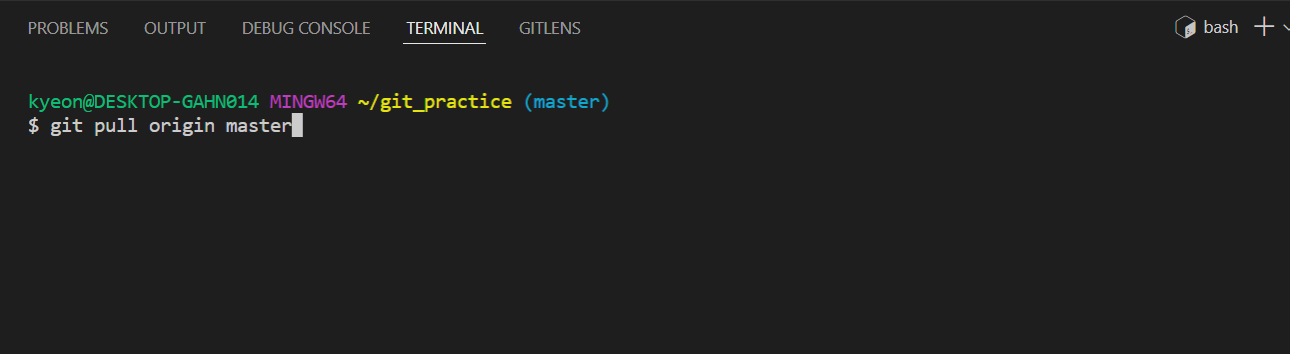 PROBLEMS OUTPUT DEBUG CONSOLE TERMINAL GITLENS bash
kyeon@DESKTOP-GAHN014 MINGW64 ~/git_practice (master)
$ git pull origin master